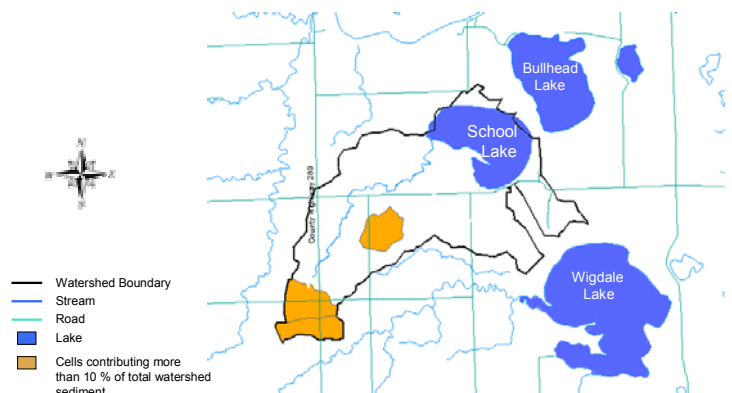 Bullhead
Lake
School
Lake
County Highway 289
Wigdale
Lake
N
W
Watershed Boundary
Stream
Road
Lake
Cells contributing more
than 10 % of total watershed
sediment